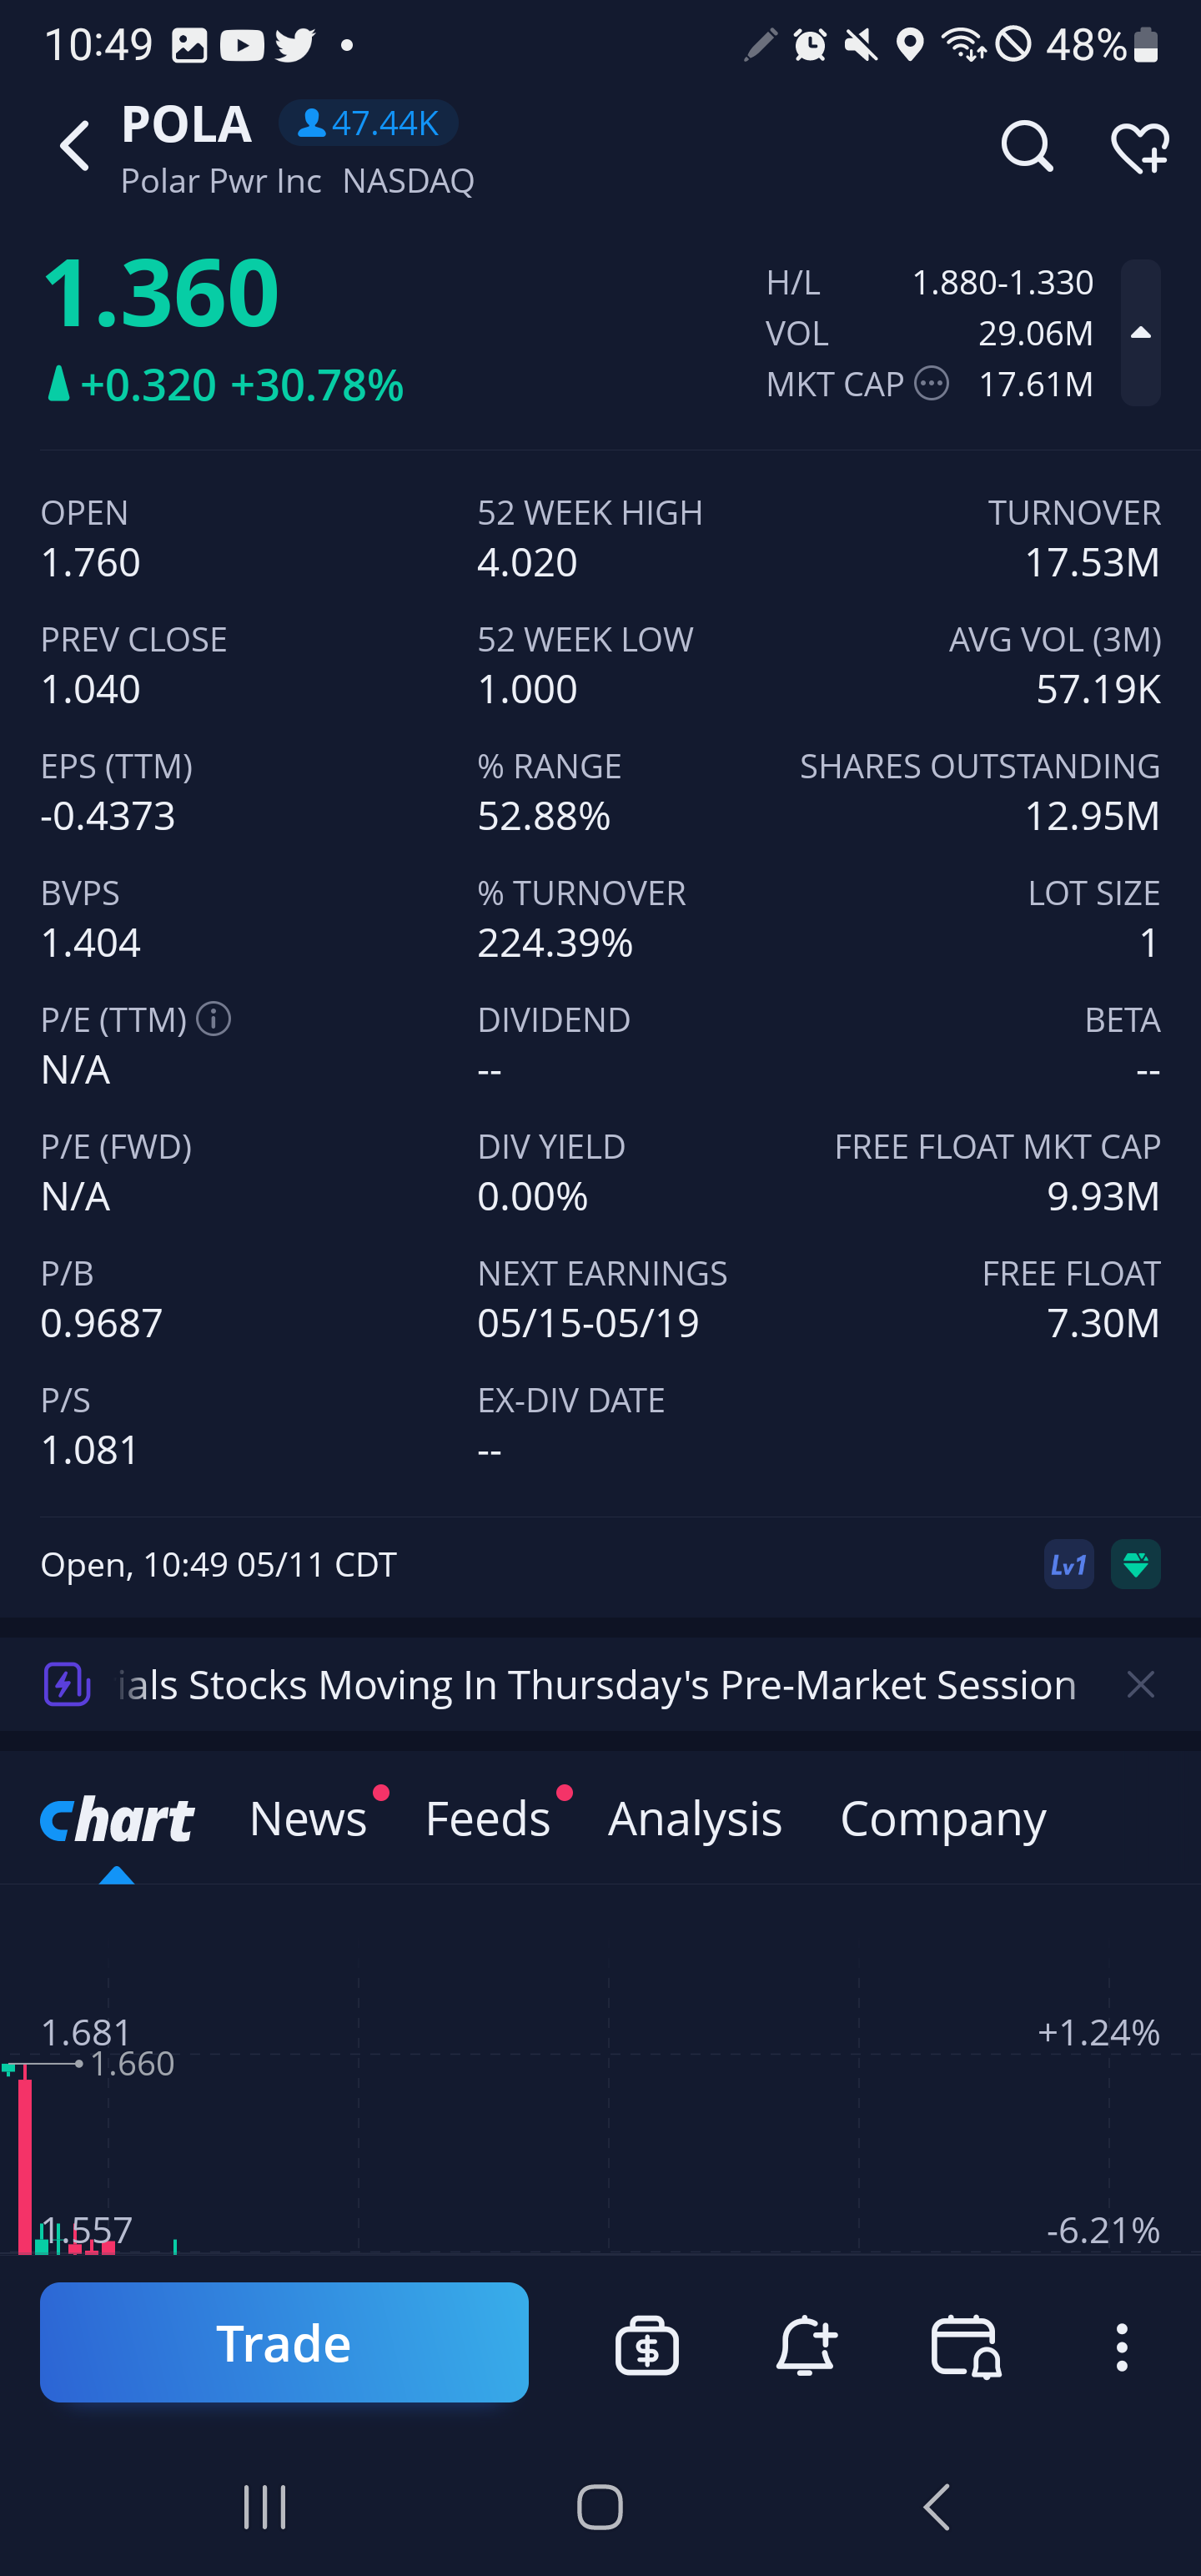 10:49 48%
POLA 47.44K
Polar Pwr Inc NASDAQ
1.360
+0.320 +30.78%
H/L 1.880-1.330
VOL 29.06M
MKT CAP 17.61M
OPEN 52 WEEK HIGH TURNOVER
1.760 4.020 17.53M
PREV CLOSE 52 WEEK LOW AVG VOL (3M)
1.040 1.000 57.19K
EPS (TTM) % RANGE SHARES OUTSTANDING
-0.4373 52.88% 12.95M
BVPS % TURNOVER LOT SIZE
1.404 224.39% 1
P/E (TTM) DIVIDEND BETA
N/A -- --
P/E (FWD) DIV YIELD FREE FLOAT MKT CAP
N/A 0.00% 9.93M
P/B NEXT EARNINGS FREE FLOAT
0.9687 05/15-05/19 7.30M
P/S EX-DIV DATE
1.081 --
Open, 10:49 05/11 CDT Lv1
ials Stocks Moving In Thursday's Pre-Market Session
Chart News Feeds Analysis Company
1.681 +1.24%
1.660
1.557 -6.21%
Trade